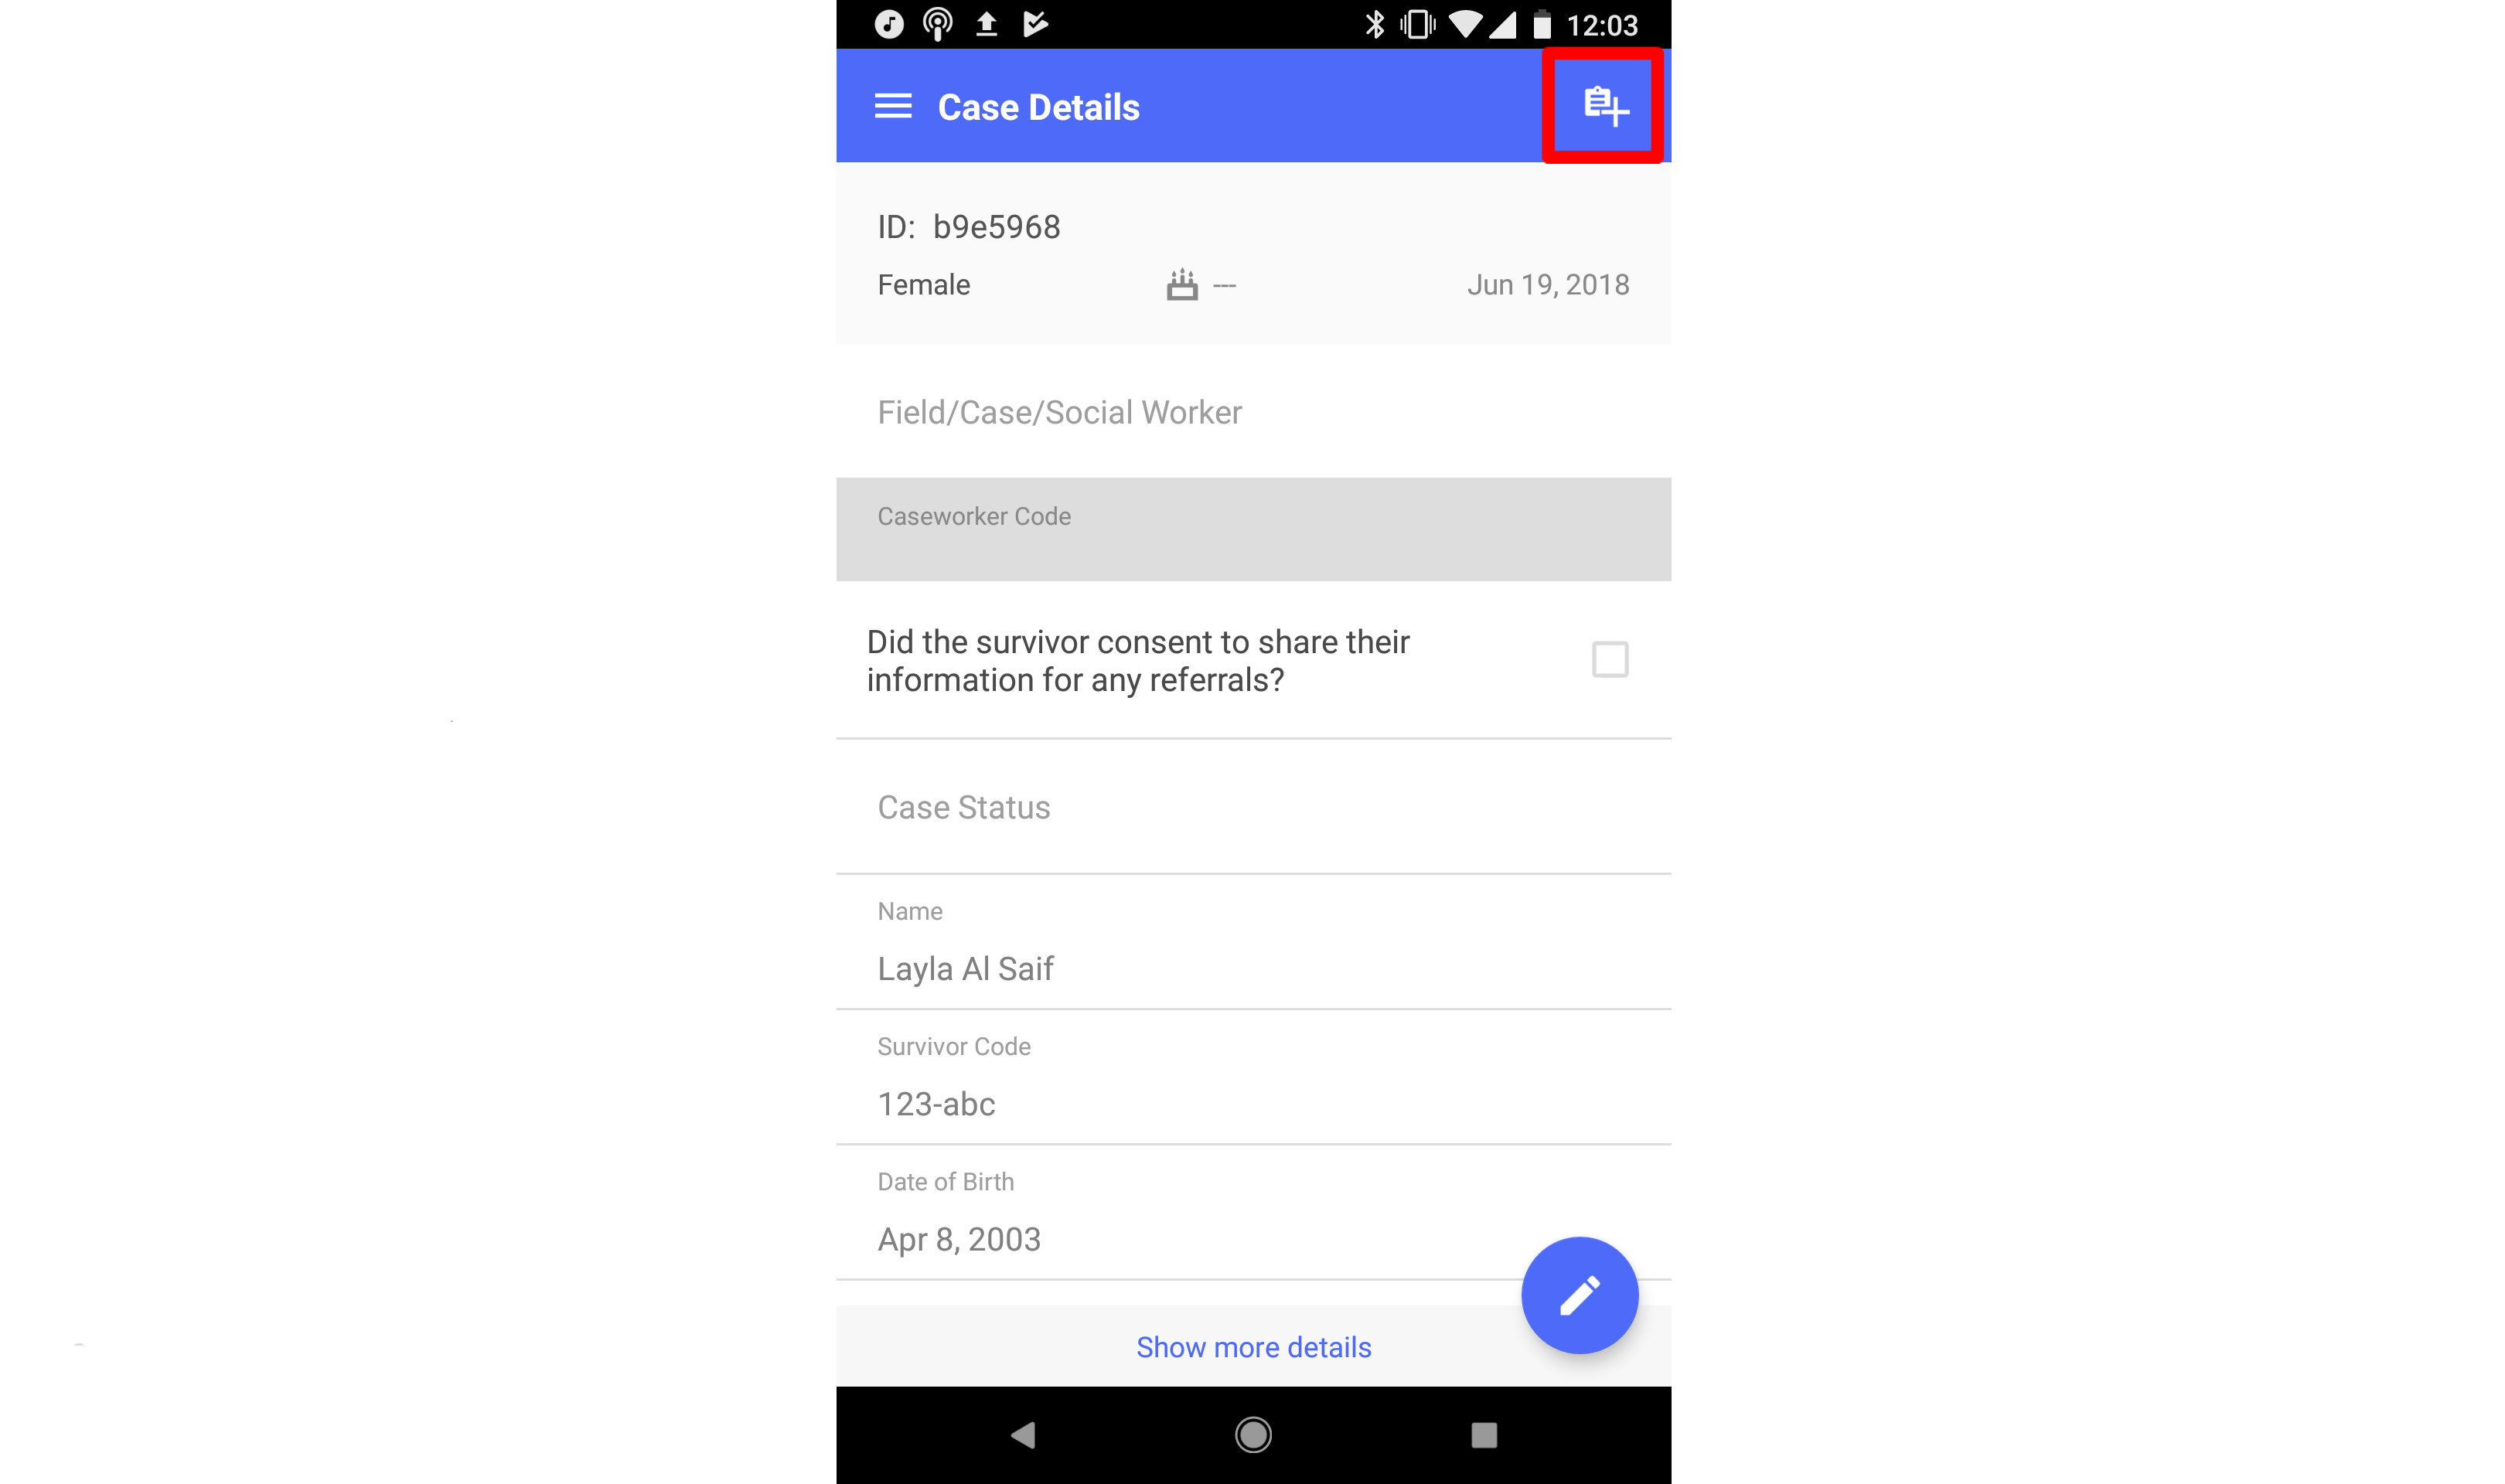 12:03
Case Details
ID: b9e5968
Female --- Jun 19, 2018
Field/Case/Social Worker
Caseworker Code
Did the survivor consent to share their
information for any referrals?
Case Status
Name
Layla Al Saif
Survivor Code
123-abc
Date of Birth
Apr 8, 2003
Show more details